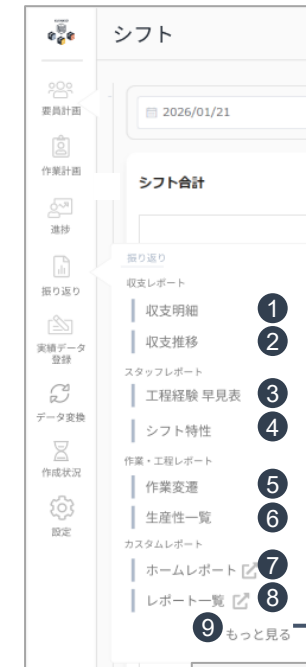 シフト
要員計画
2026/01/21
作業計画
シフト合計
進捗
振り返り
実績データ
登録
データ変換
作成状況
設定
振り返り
収支レポート
収支明細 1
収支推移 2
スタッフレポート
工程経験 早見表 3
シフト特性 4
作業・工程レポート
作業変遷 5
生産性一覧 6
カスタムレポート
ホームレポート 7
レポート一覧 8
9 もっと見る